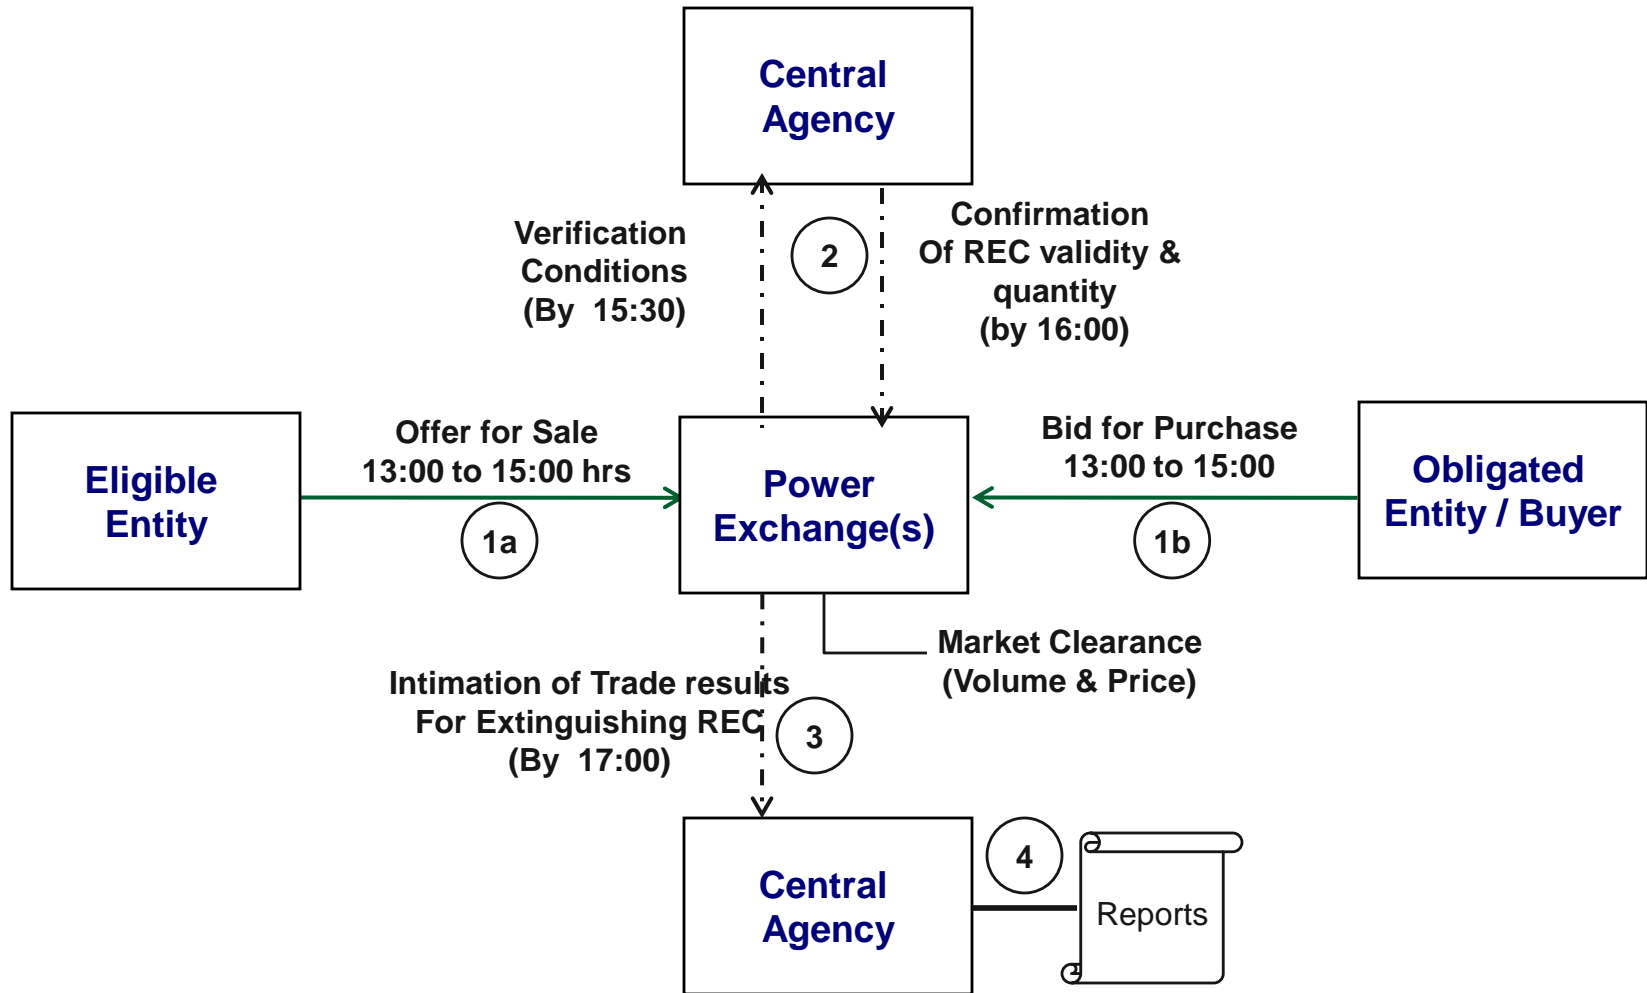 Central
Agency
Verification
Conditions
(By 15:30)
2
Confirmation
Of REC validity &
quantity
(by 16:00)
Eligible
Entity
Offer for Sale
13:00 to 15:00 hrs
1a
Power
Exchange(s)
Bid for Purchase
13:00 to 15:00
1b
Obligated
Entity / Buyer
Market Clearance
(Volume & Price)
Intimation of Trade results
For Extinguishing REC
(By 17:00)
3
Central
Agency
4
Reports